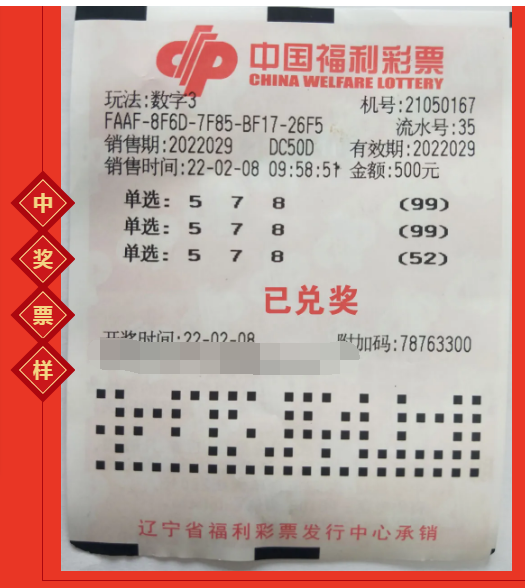 中国福利彩票
CHINA WELFARE LOTTERY
玩法:数字3 机号:21050167
FAAF-8F6D-7F85-BF17-26F5 流水号:35
销售期:2022029 DC50D 有效期:2022029
销售时间:22-02-08 09:58:51 金额:500元
单选: 5 7 8 (99)
单选: 5 7 8 (99)
单选: 5 7 8 (52)
已兑奖
开奖时间:22-02-08 附加码:78763300
辽宁省福利彩票发行中心承销
中
奖
票
样